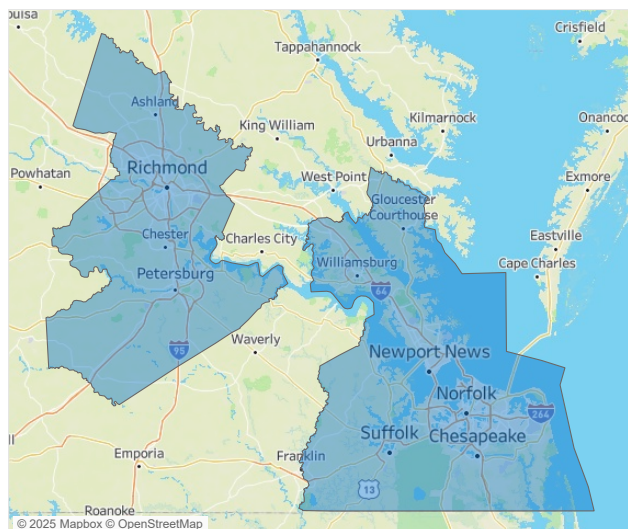 ouisa
Crisfield
Tappahannock
Ashland
King William
Kilmarnock
Onancoc
Urbanna
Richmond
Powhatan
West Point
Exmore
Gloucester
Courthouse
Chester
Charles City
Eastville
Williamsburg
Cape Charles
Petersburg
64
95
Waverly
Newport News
Norfolk
264
Suffolk
Chesapeake
Emporia
Franklin
13
Roanoke
© 2025 Mapbox © OpenStreetMap